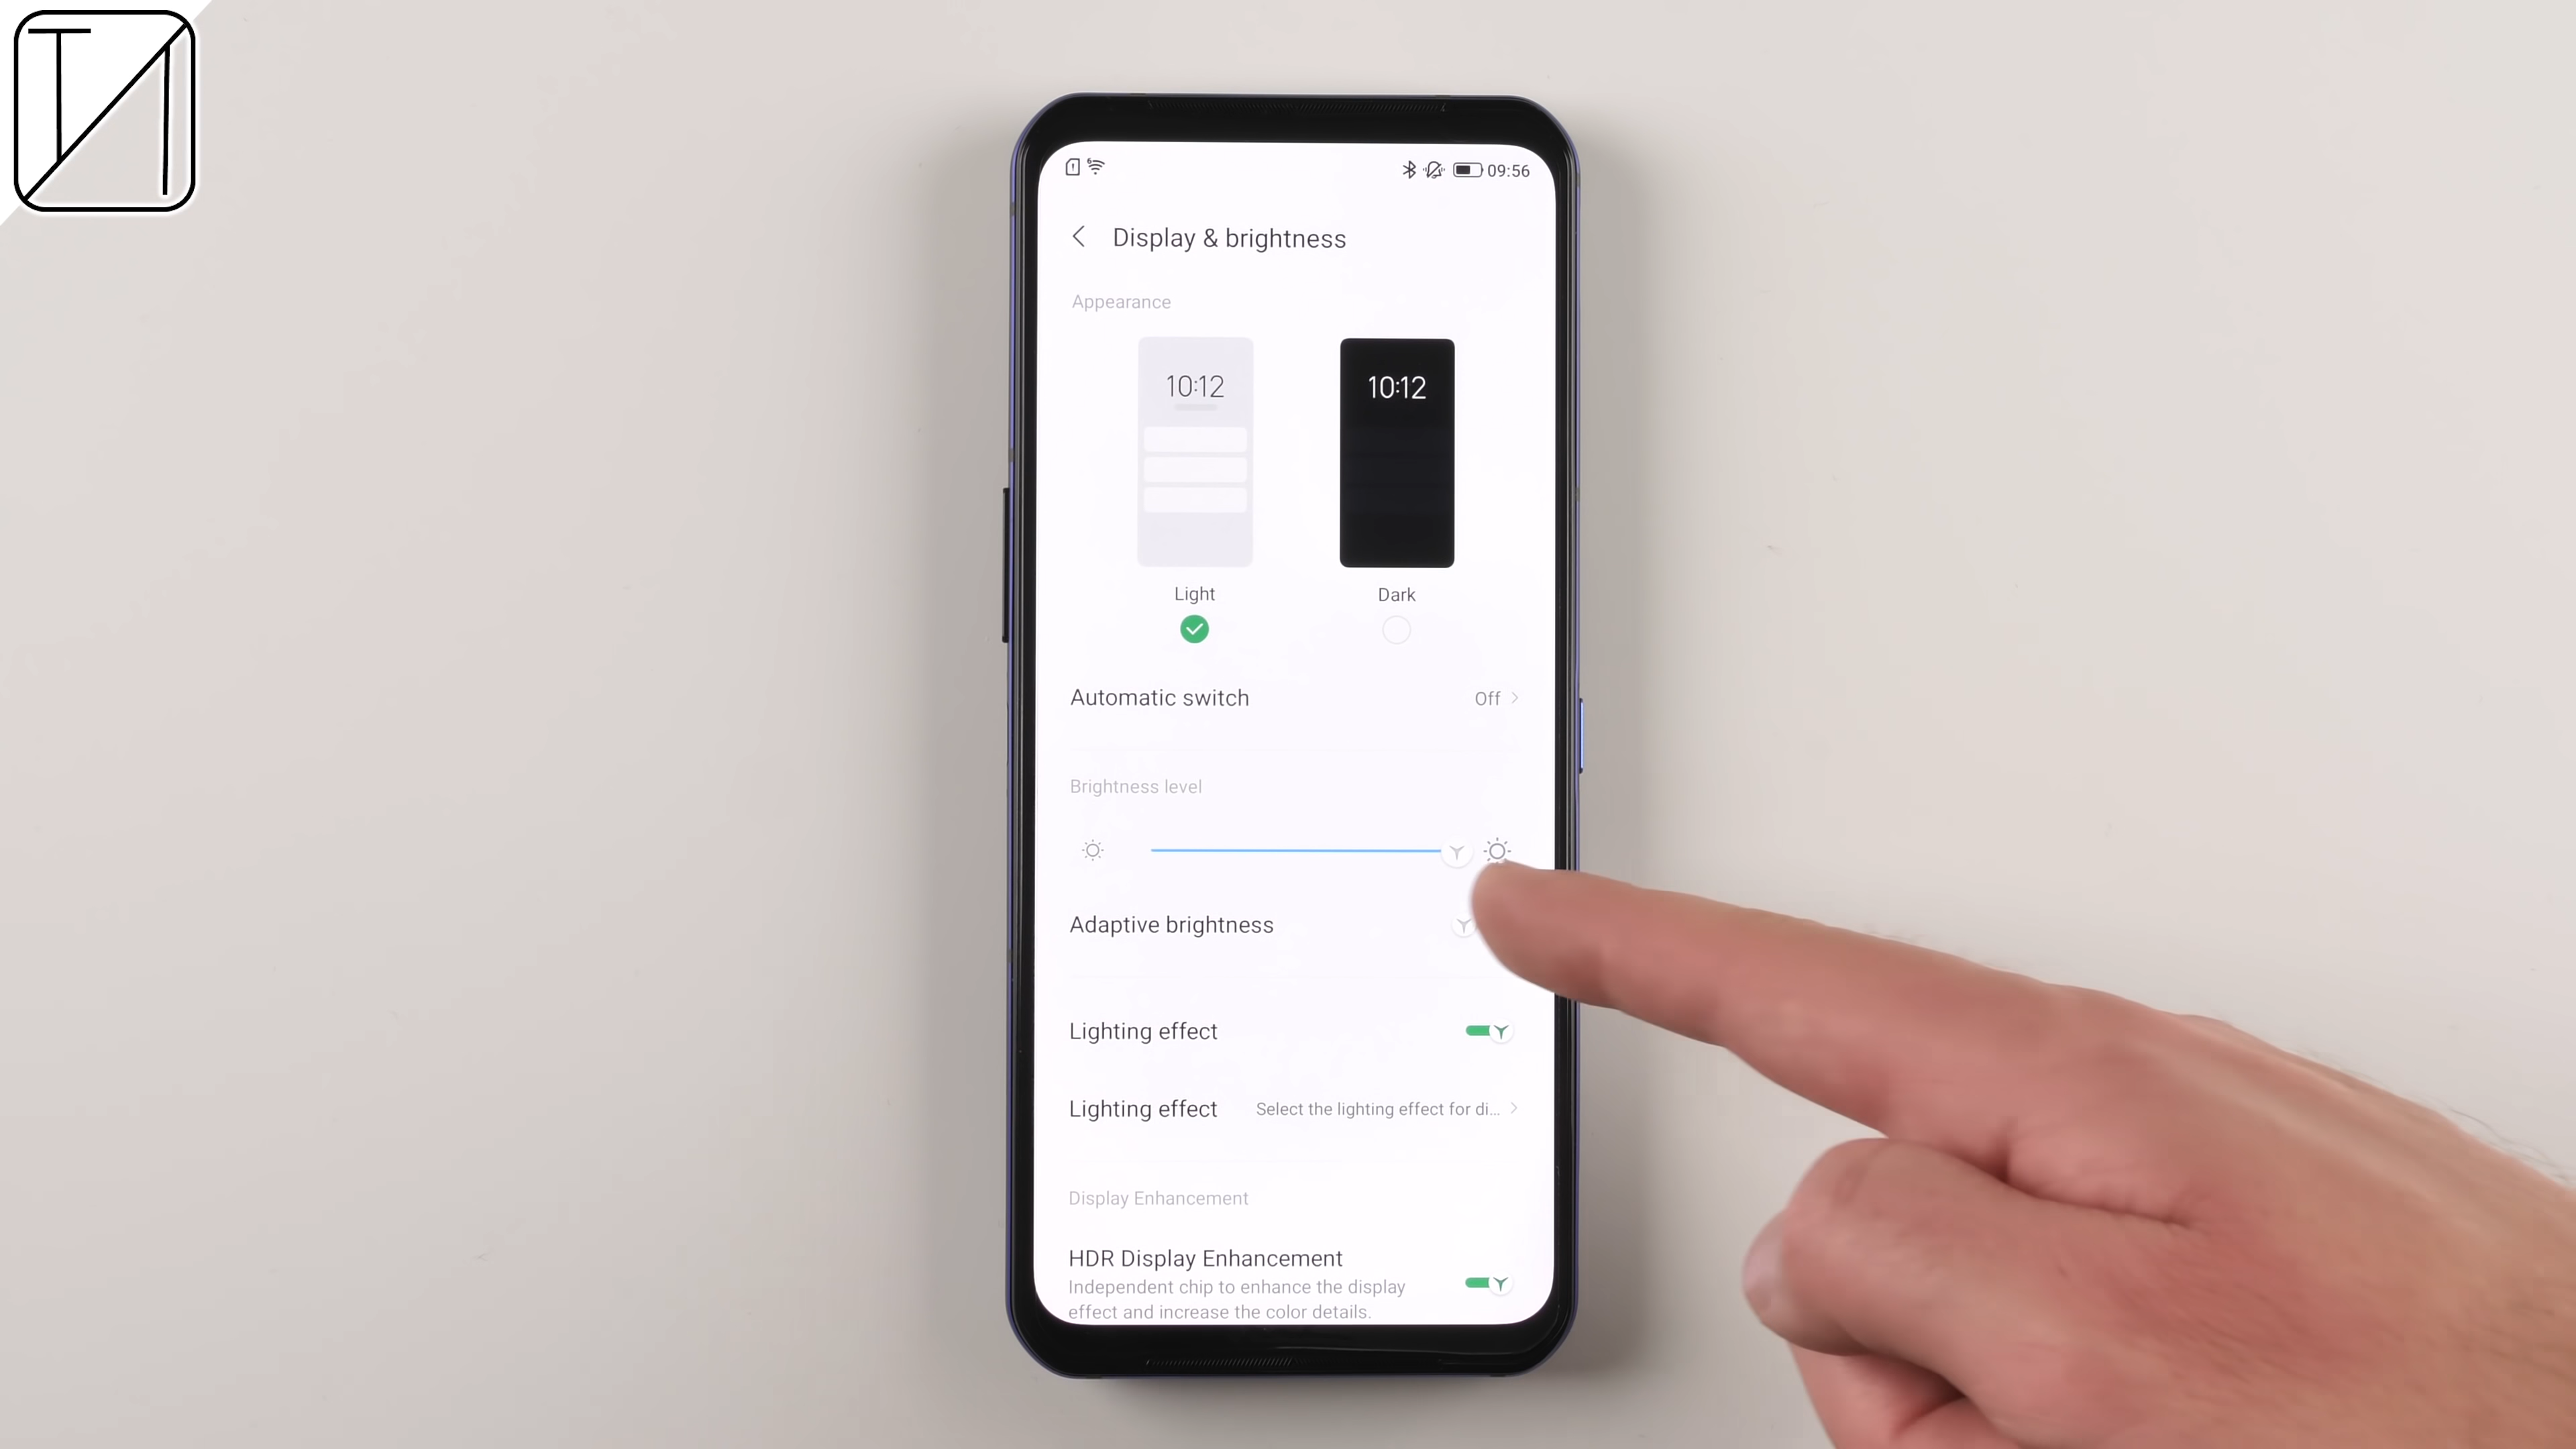 T
6
09:56
Display & brightness
Appearance
10:12
10:12
Light
Dark
Automatic switch
Off
Brightness level
Adaptive brightness
Lighting effect
Lighting effect
Select the lighting effect for di...
Display Enhancement
HDR Display Enhancement
Independent chip to enhance the display
effect and increase the color details.